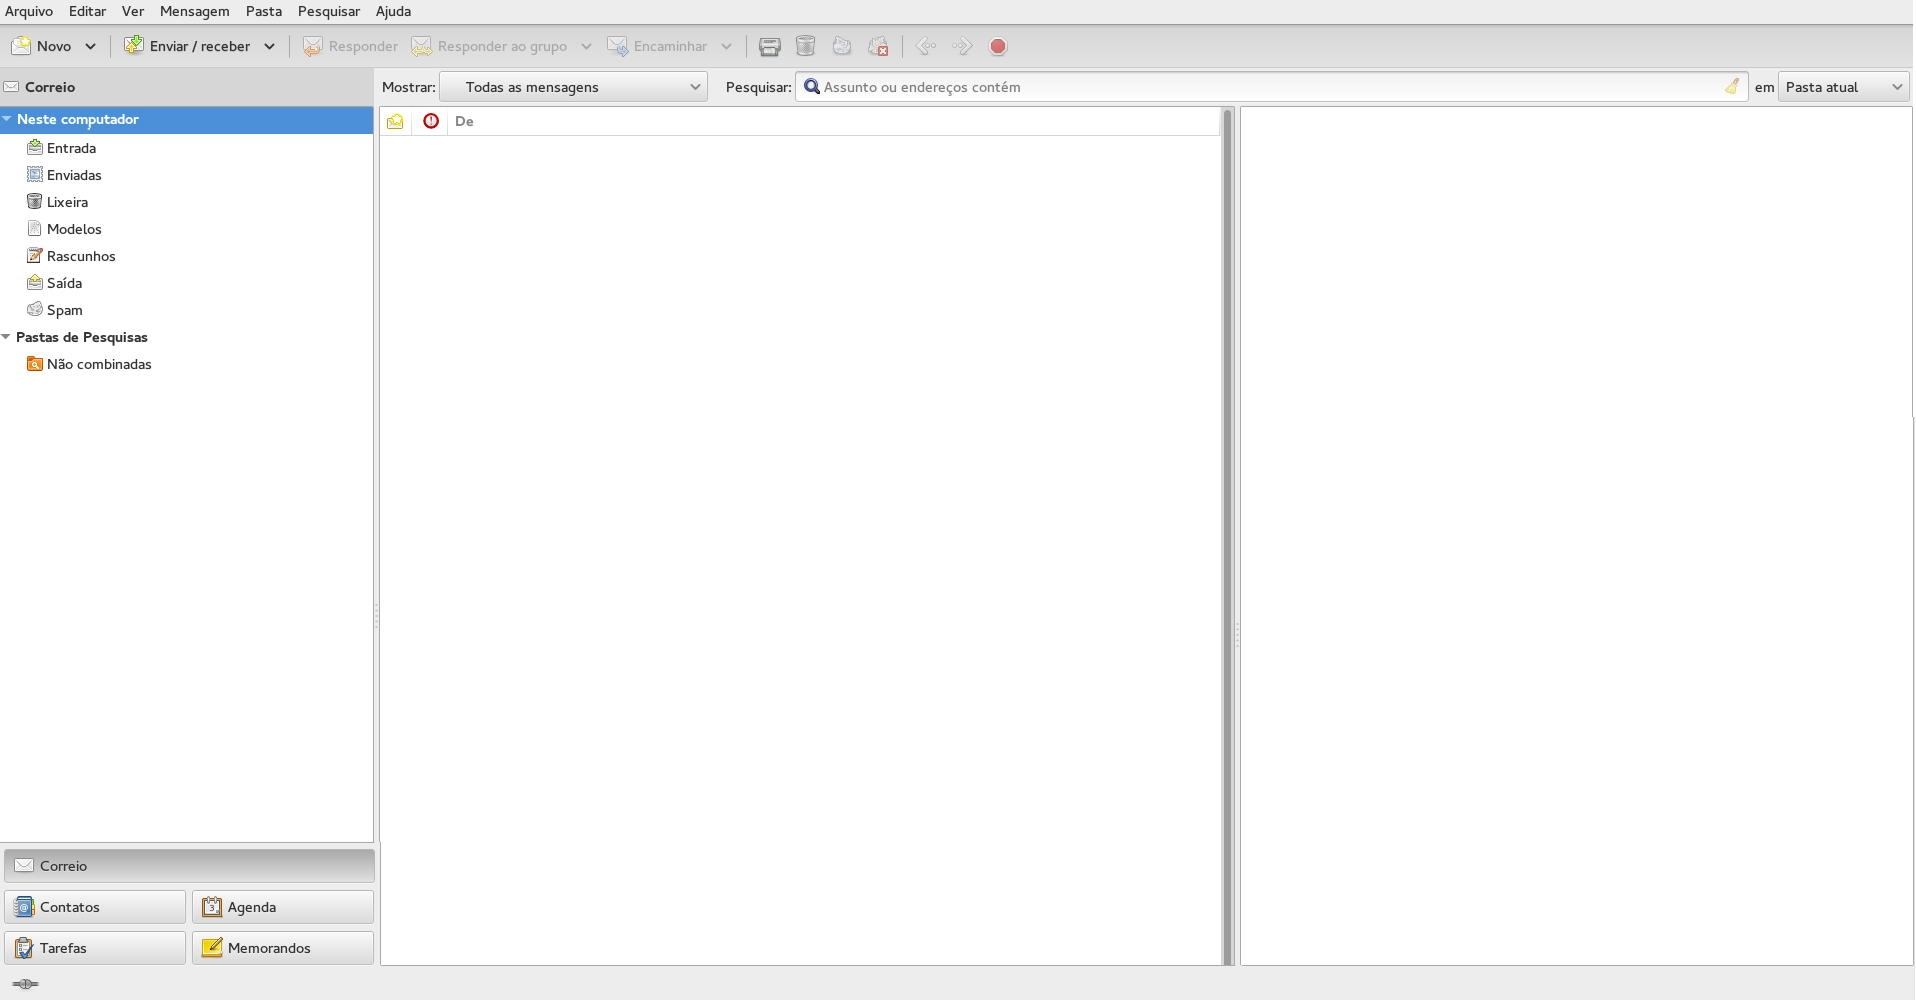 Arquivo Editar Ver Mensagem Pasta Pesquisar Ajuda
Novo Enviar / receber Responder Responder ao grupo Encaminhar
Correio Mostrar: Todas as mensagens Pesquisar: Assunto ou endereços contém em Pasta atual
Neste computador
De
Entrada
Enviadas
Lixeira
Modelos
Rascunhos
Saída
Spam
Pastas de Pesquisas
Não combinadas
Correio
Contatos Agenda
Tarefas Memorandos